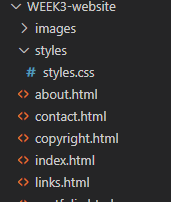 WEEK3-website
images
styles
# styles.css
<> about.html
<> contact.html
<> copyright.html
<> index.html
<> links.html